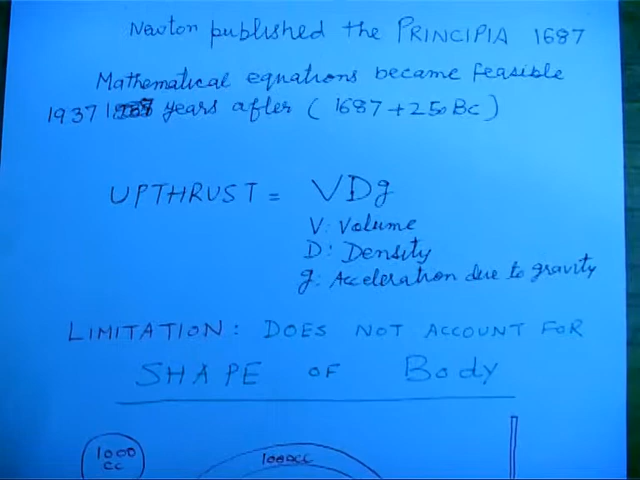 Newton published the PRINCIPIA 1687
Mathematical equations became feasible
1937 years after (1687 + 250 BC)
UPTHRUST = VDg
V: Volume
D: Density
g: Acceleration due to gravity
LIMITATION: DOES NOT ACCOUNT FOR
SHAPE OF Body
1000
cc
1000cc